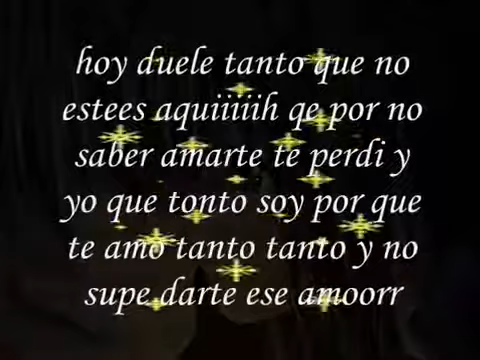 hoy duele tanto que no
estees aquiiiiih qe por no
saber amarte te perdi y
yo que tonto soy por que
te amo tanto tanto y no
supe darte ese amoorr